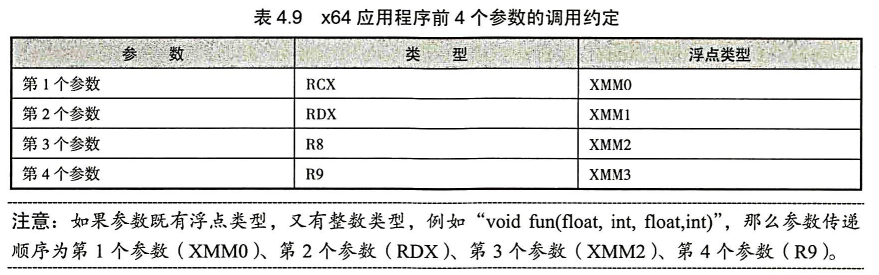 表 4.9 x64 应用程序前 4 个参数的调用约定
参 数 类 型 浮点类型
第 1 个参数 RCX XMM0
第 2 个参数 RDX XMM1
第 3 个参数 R8 XMM2
第 4 个参数 R9 XMM3
注意：如果参数既有浮点类型，又有整数类型，例如“void fun(float, int, float,int)”，那么参数传递
顺序为第 1 个参数（XMM0）、第 2 个参数（RDX）、第 3 个参数（XMM2）、第 4 个参数（R9）。